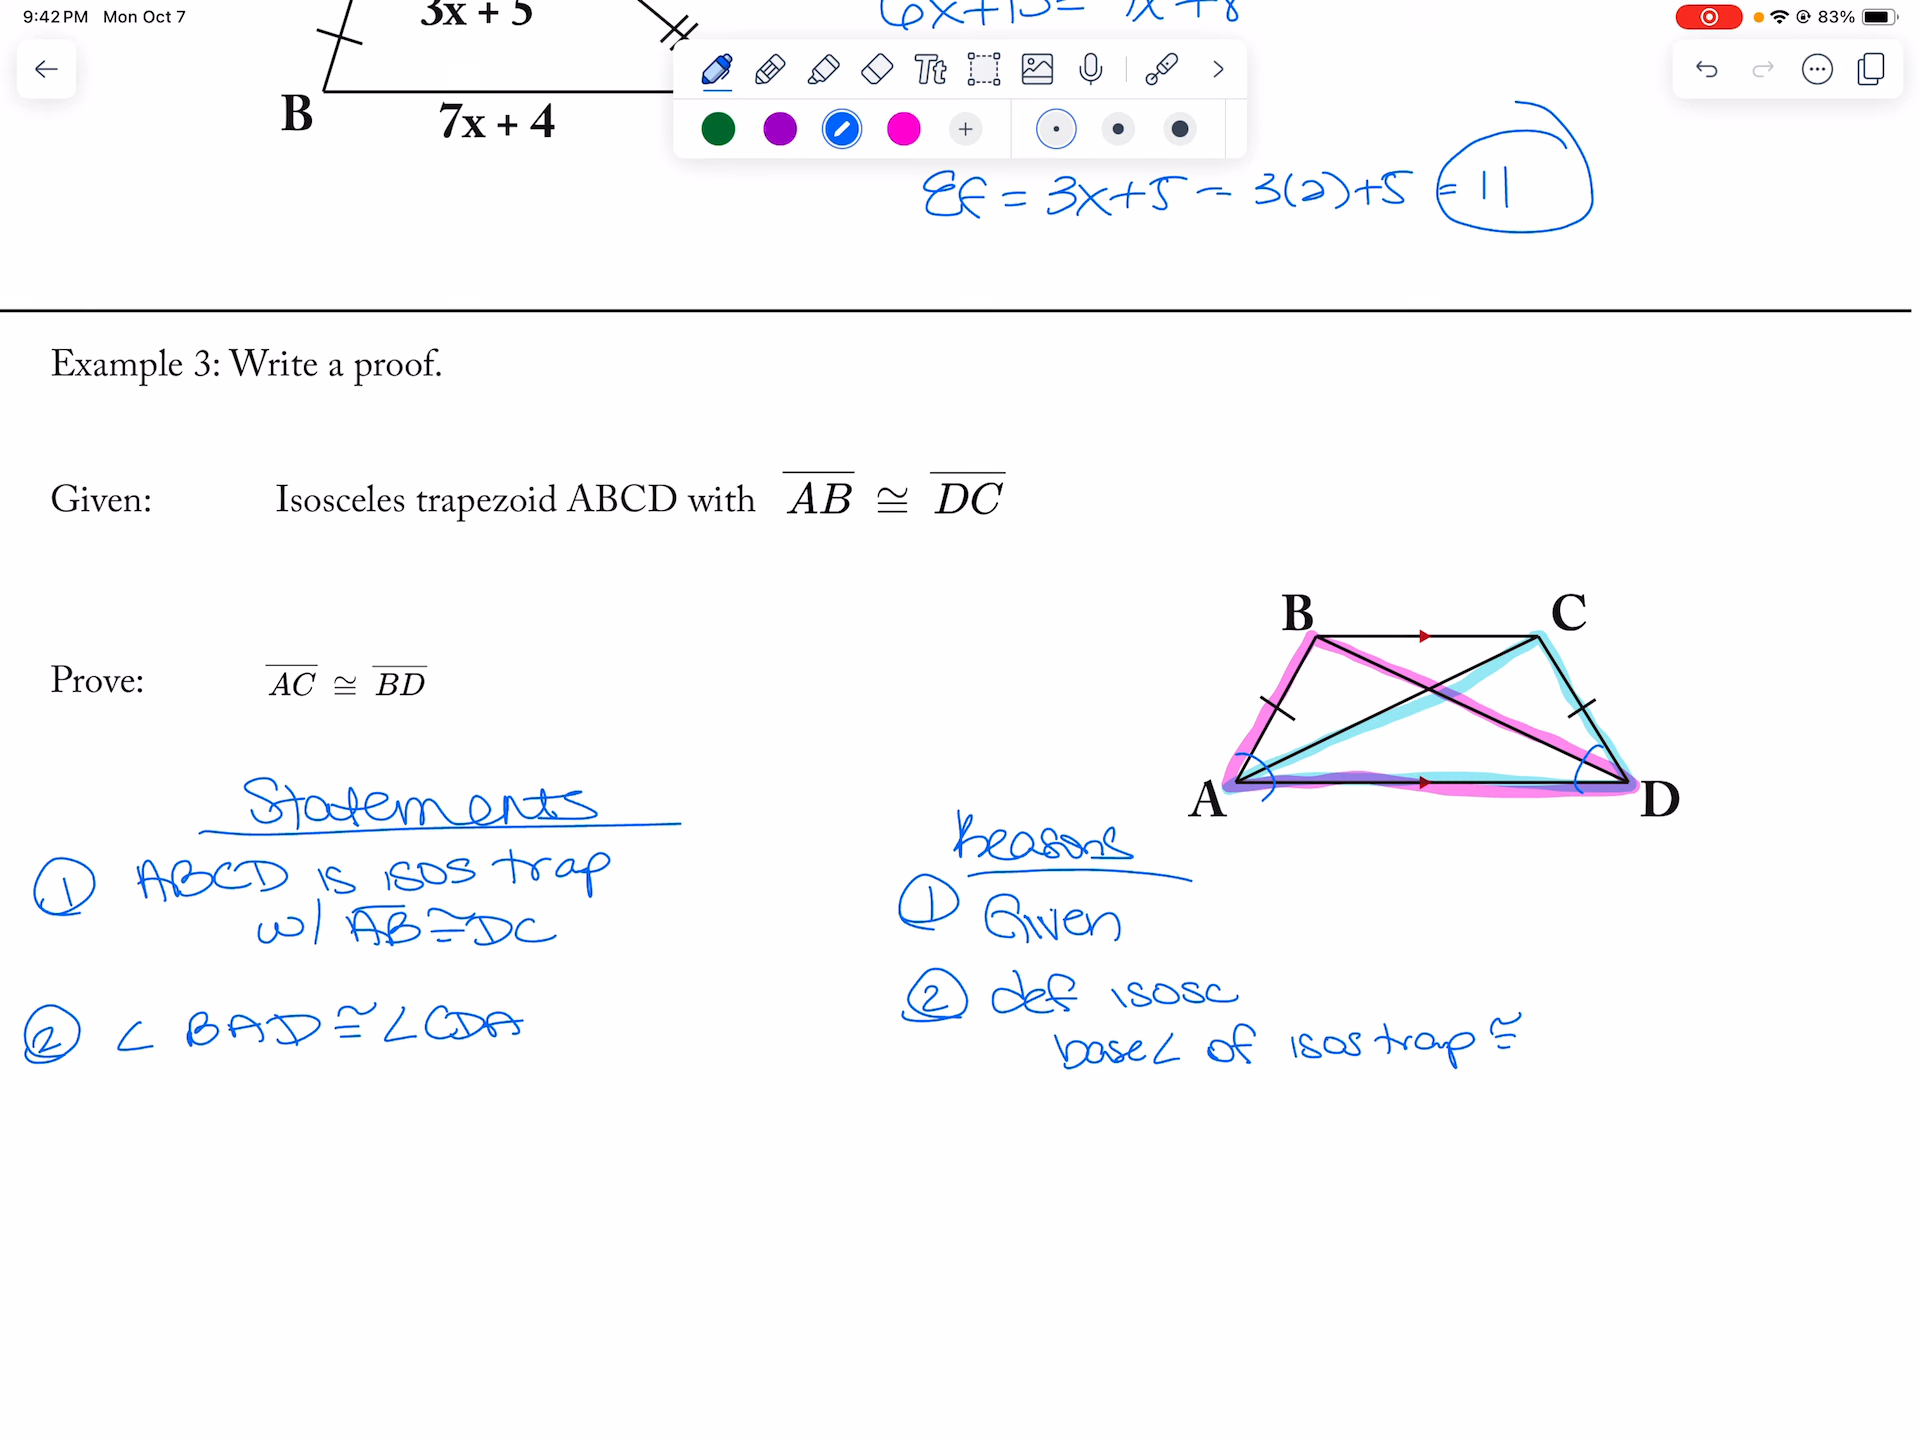 9:42 PM Mon Oct 7
83%
3x + 5
B
7x + 4
Tt
EF = 3x+5 - 3(2)+5 = 11
Example 3: Write a proof.
Given: Isosceles trapezoid ABCD with AB ≅ DC
B C
Prove: AC ≅ BD
A D
Statements
Reasons
① ABCD is isos trap
w/ AB ≅ DC
① Given
② def isosc
② ∠ BAD ≅ ∠CDA
base∠ of isos trap ≅